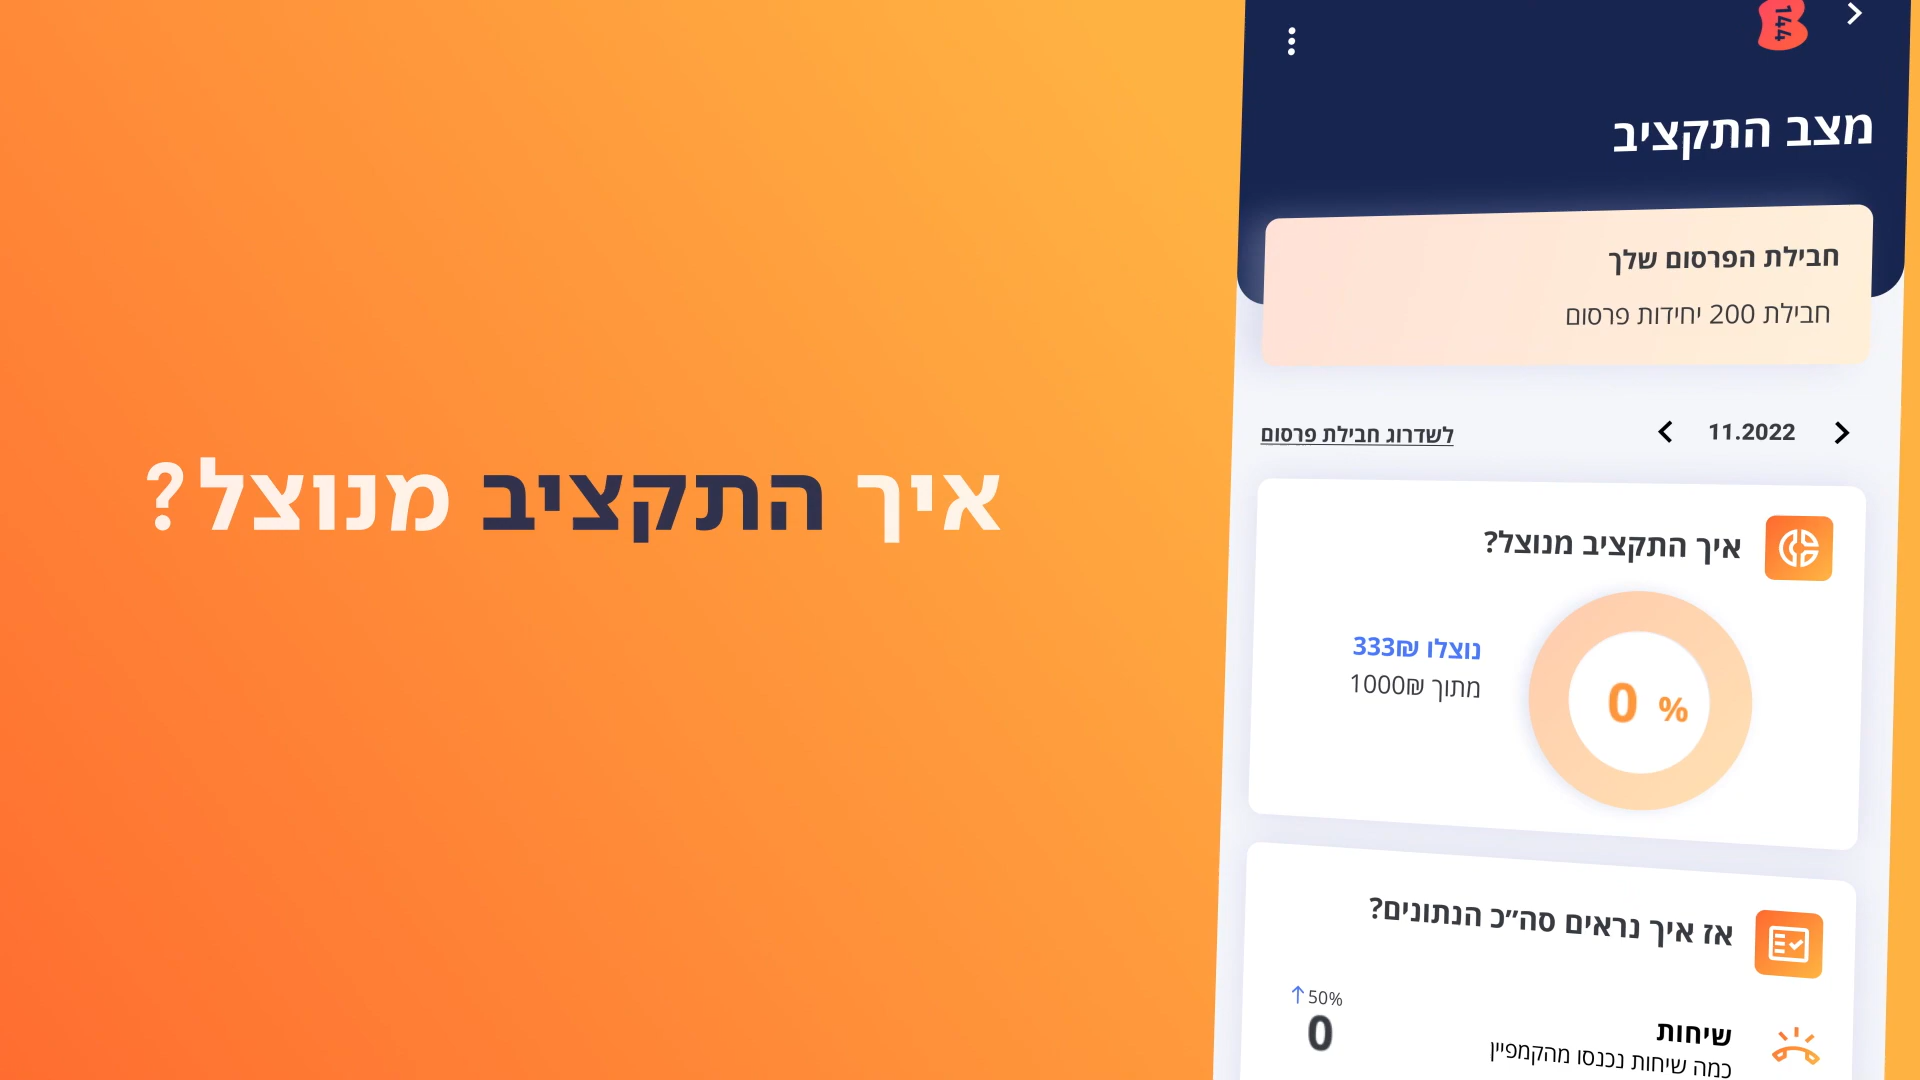 איך התקציב מנוצל?
144
מצב התקציב
חבילת הפרסום שלך
חבילת 200 יחידות פרסום
11.2022
לשדרוג חבילת פרסום
איך התקציב מנוצל?
נוצלו ₪333
מתוך ₪1000
0 %
אז איך נראים סה״כ הנתונים?
50%
שיחות
0
כמה שיחות נכנסו מהקמפיין